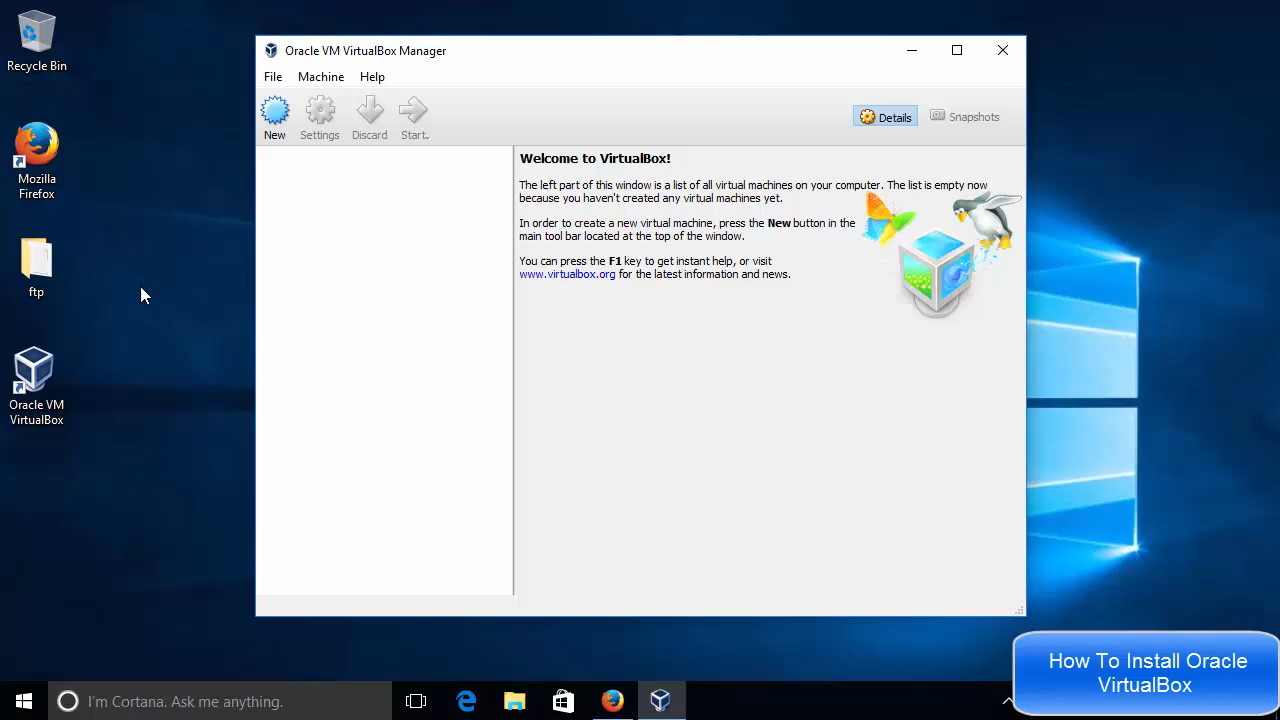 Recycle Bin
Mozilla
Firefox
ftp
Oracle VM
VirtualBox
Oracle VM VirtualBox Manager
File Machine Help
New Settings Discard Start
Details Snapshots
Welcome to VirtualBox!
The left part of this window is a list of all virtual machines on your computer. The list is empty now
because you haven't created any virtual machines yet.
In order to create a new virtual machine, press the New button in the
main tool bar located at the top of the window.
You can press the F1 key to get instant help, or visit
www.virtualbox.org for the latest information and news.
How To Install Oracle
VirtualBox
I'm Cortana. Ask me anything.